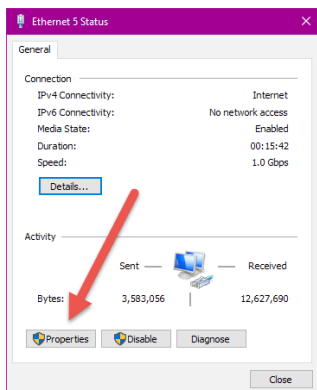 Ethernet 5 Status
General
Connection
IPv4 Connectivity: Internet
IPv6 Connectivity: No network access
Media State: Enabled
Duration: 00:15:42
Speed: 1.0 Gbps
Details...
Activity
Sent Received
Bytes: 3,583,056 12,627,690
Properties Disable Diagnose
Close